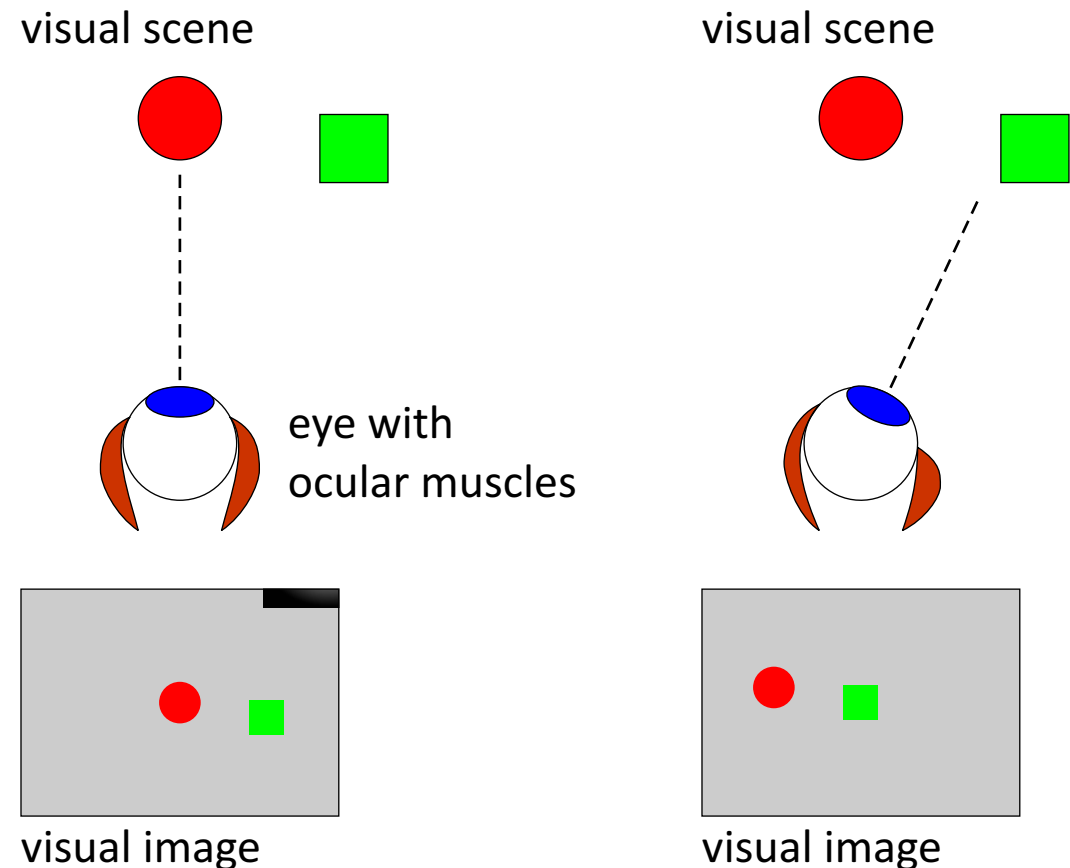 visual scene
visual scene
eye with
ocular muscles
visual image
visual image